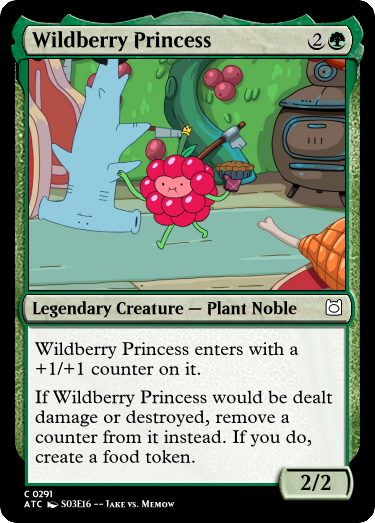 Wildberry Princess 2
Legendary Creature — Plant Noble
Wildberry Princess enters with a
+1/+1 counter on it.
If Wildberry Princess would be dealt
damage or destroyed, remove a
counter from it instead. If you do,
create a food token.
2/2
C 0291
ATC S03E16 -- Jake vs. Memow